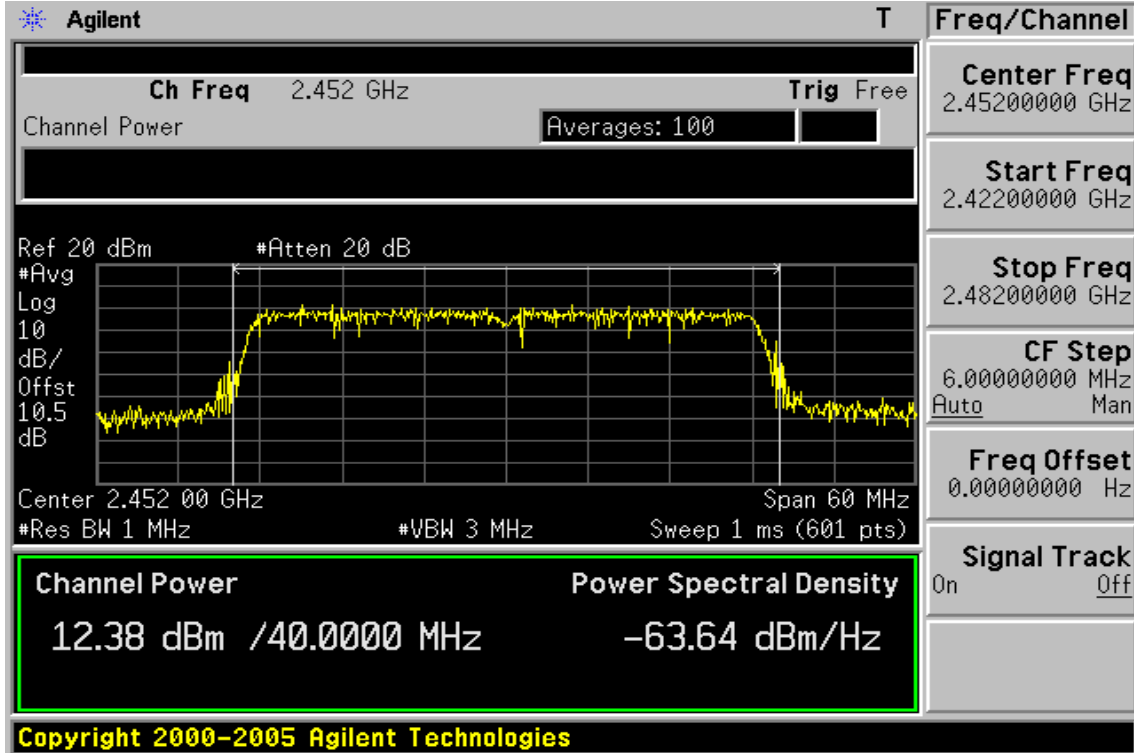 Agilent T Freq/Channel
Ch Freq 2.452 GHz Trig Free
Channel Power Averages: 100
Center Freq
2.45200000 GHz
Start Freq
2.42200000 GHz
Stop Freq
2.48200000 GHz
CF Step
6.00000000 MHz
Auto Man
Freq Offset
0.00000000 Hz
Signal Track
On Off
Ref 20 dBm #Atten 20 dB
#Avg
Log
10
dB/
Offst
10.5
dB
Center 2.452 00 GHz Span 60 MHz
#Res BW 1 MHz #VBW 3 MHz Sweep 1 ms (601 pts)
Channel Power Power Spectral Density
12.38 dBm /40.0000 MHz -63.64 dBm/Hz
Copyright 2000-2005 Agilent Technologies